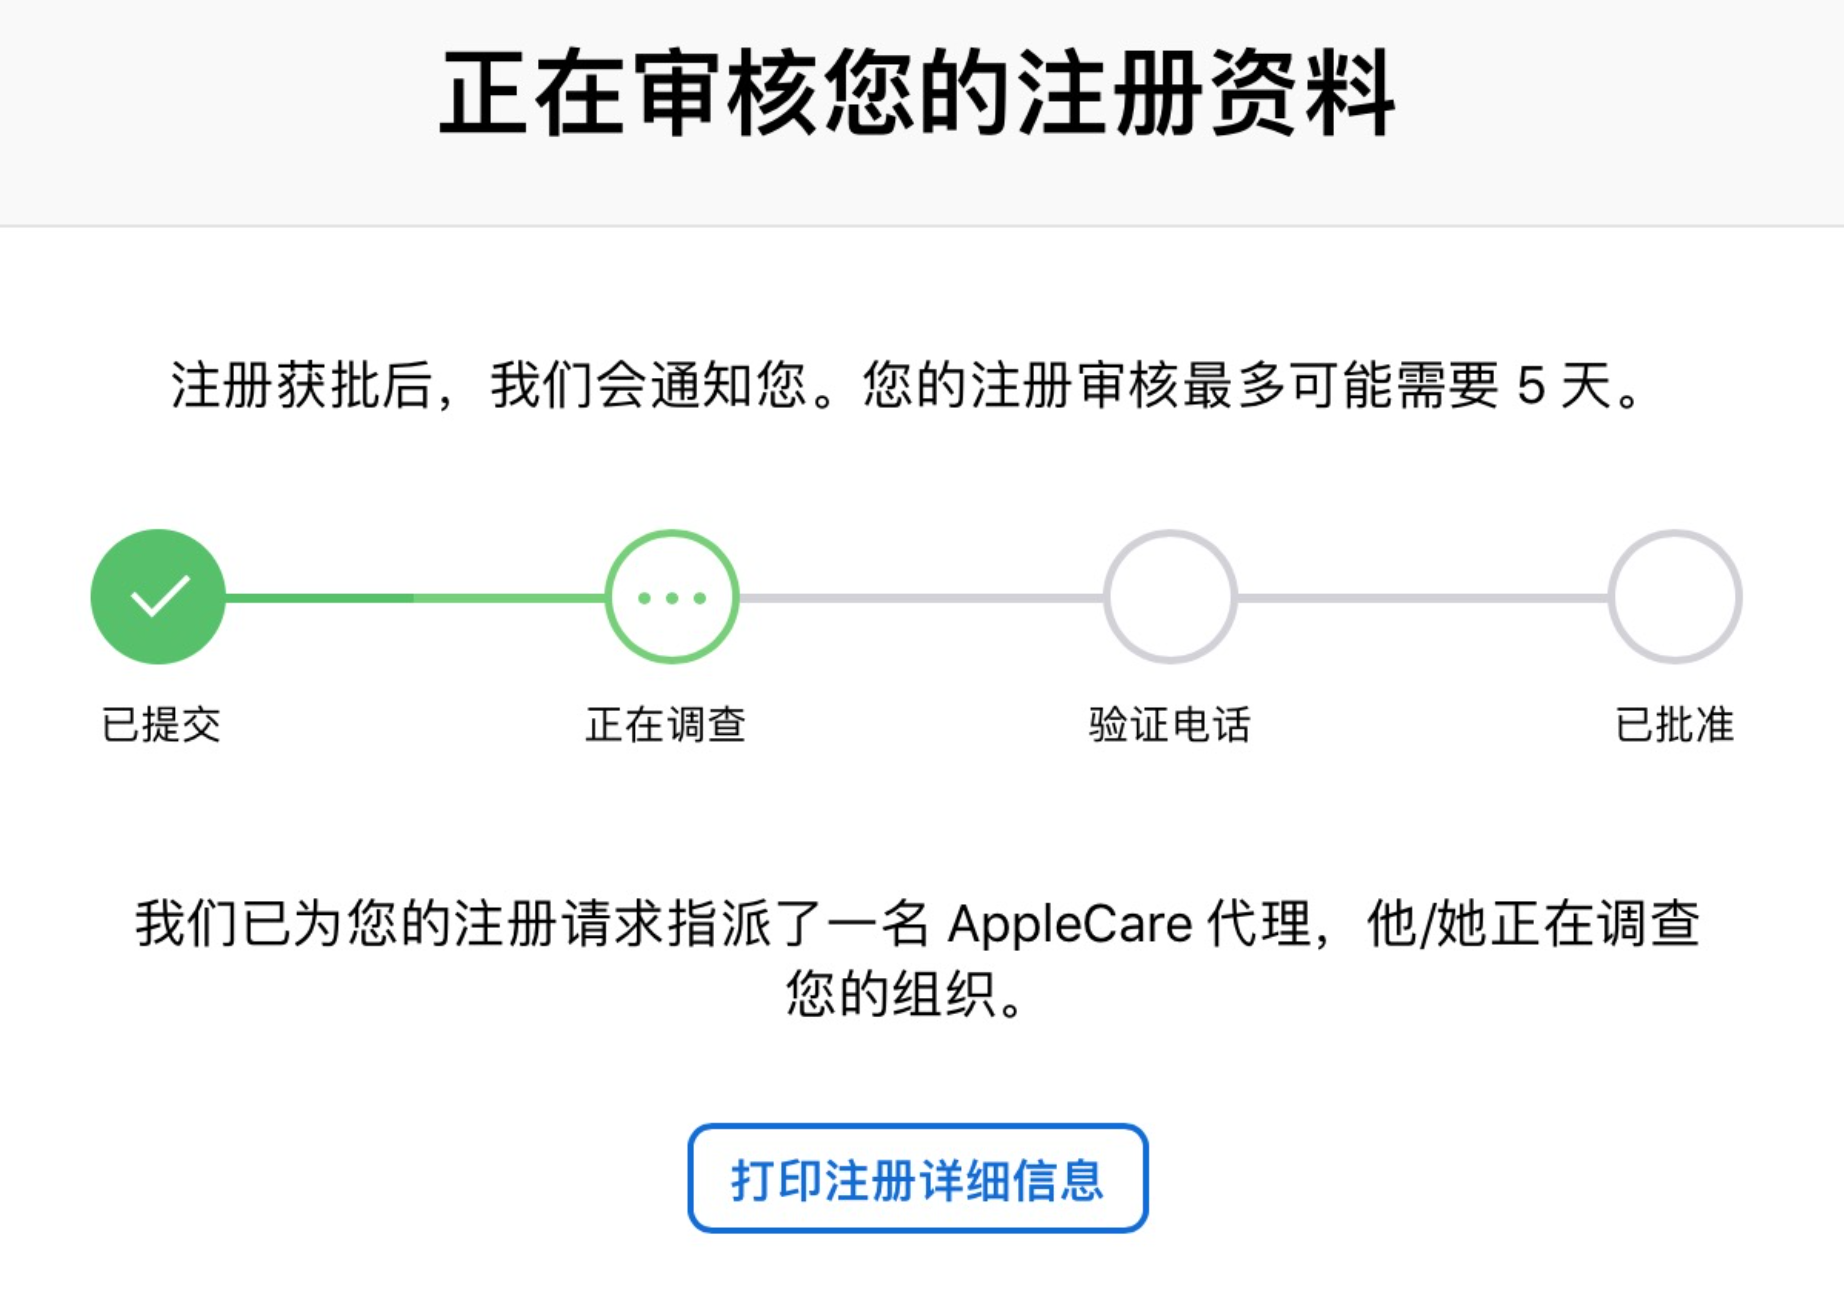 正在审核您的注册资料
注册获批后，我们会通知您。您的注册审核最多可能需要 5 天。
已提交
正在调查
验证电话
已批准
我们已为您的注册请求指派了一名 AppleCare 代理，他/她正在调查
您的组织。
打印注册详细信息